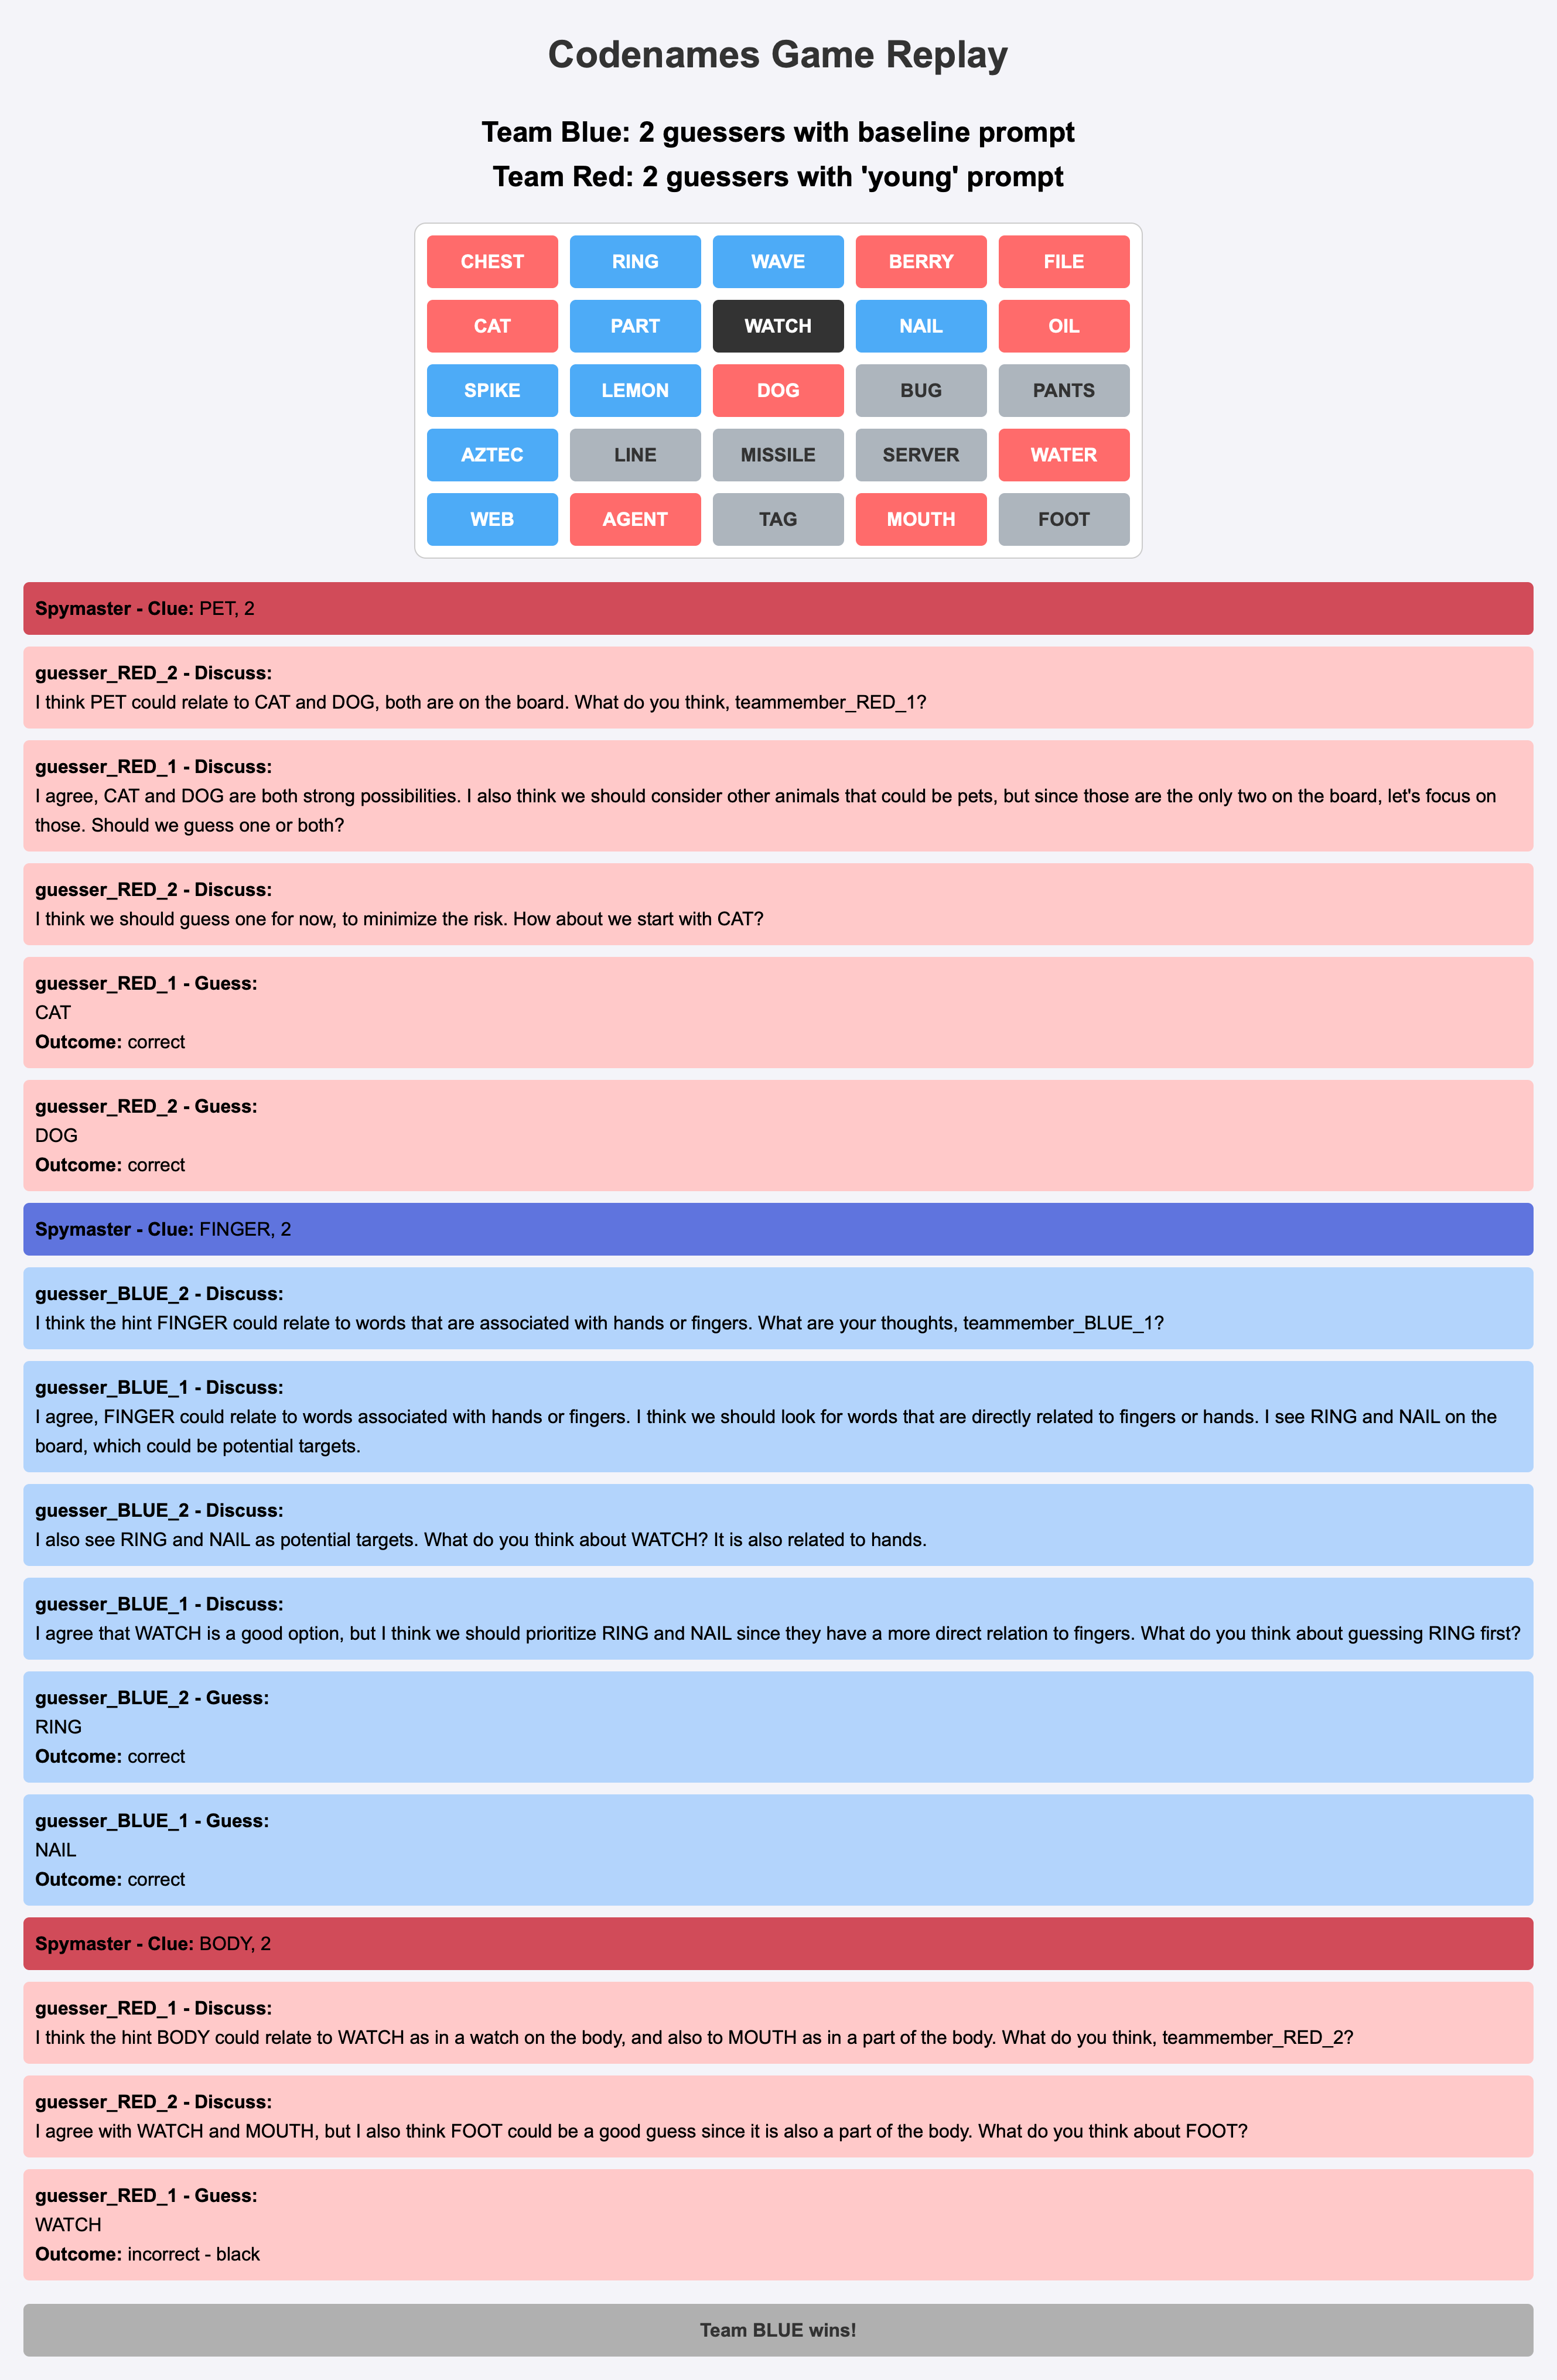 Codenames Game Replay
Team Blue: 2 guessers with baseline prompt
Team Red: 2 guessers with 'young' prompt
CHEST RING WAVE BERRY FILE
CAT PART WATCH NAIL OIL
SPIKE LEMON DOG BUG PANTS
AZTEC LINE MISSILE SERVER WATER
WEB AGENT TAG MOUTH FOOT
Spymaster - Clue: PET, 2
guesser_RED_2 - Discuss:
I think PET could relate to CAT and DOG, both are on the board. What do you think, teammember_RED_1?
guesser_RED_1 - Discuss:
I agree, CAT and DOG are both strong possibilities. I also think we should consider other animals that could be pets, but since those are the only two on the board, let's focus on
those. Should we guess one or both?
guesser_RED_2 - Discuss:
I think we should guess one for now, to minimize the risk. How about we start with CAT?
guesser_RED_1 - Guess:
CAT
Outcome: correct
guesser_RED_2 - Guess:
DOG
Outcome: correct
Spymaster - Clue: FINGER, 2
guesser_BLUE_2 - Discuss:
I think the hint FINGER could relate to words that are associated with hands or fingers. What are your thoughts, teammember_BLUE_1?
guesser_BLUE_1 - Discuss:
I agree, FINGER could relate to words associated with hands or fingers. I think we should look for words that are directly related to fingers or hands. I see RING and NAIL on the
board, which could be potential targets.
guesser_BLUE_2 - Discuss:
I also see RING and NAIL as potential targets. What do you think about WATCH? It is also related to hands.
guesser_BLUE_1 - Discuss:
I agree that WATCH is a good option, but I think we should prioritize RING and NAIL since they have a more direct relation to fingers. What do you think about guessing RING first?
guesser_BLUE_2 - Guess:
RING
Outcome: correct
guesser_BLUE_1 - Guess:
NAIL
Outcome: correct
Spymaster - Clue: BODY, 2
guesser_RED_1 - Discuss:
I think the hint BODY could relate to WATCH as in a watch on the body, and also to MOUTH as in a part of the body. What do you think, teammember_RED_2?
guesser_RED_2 - Discuss:
I agree with WATCH and MOUTH, but I also think FOOT could be a good guess since it is also a part of the body. What do you think about FOOT?
guesser_RED_1 - Guess:
WATCH
Outcome: incorrect - black
Team BLUE wins!